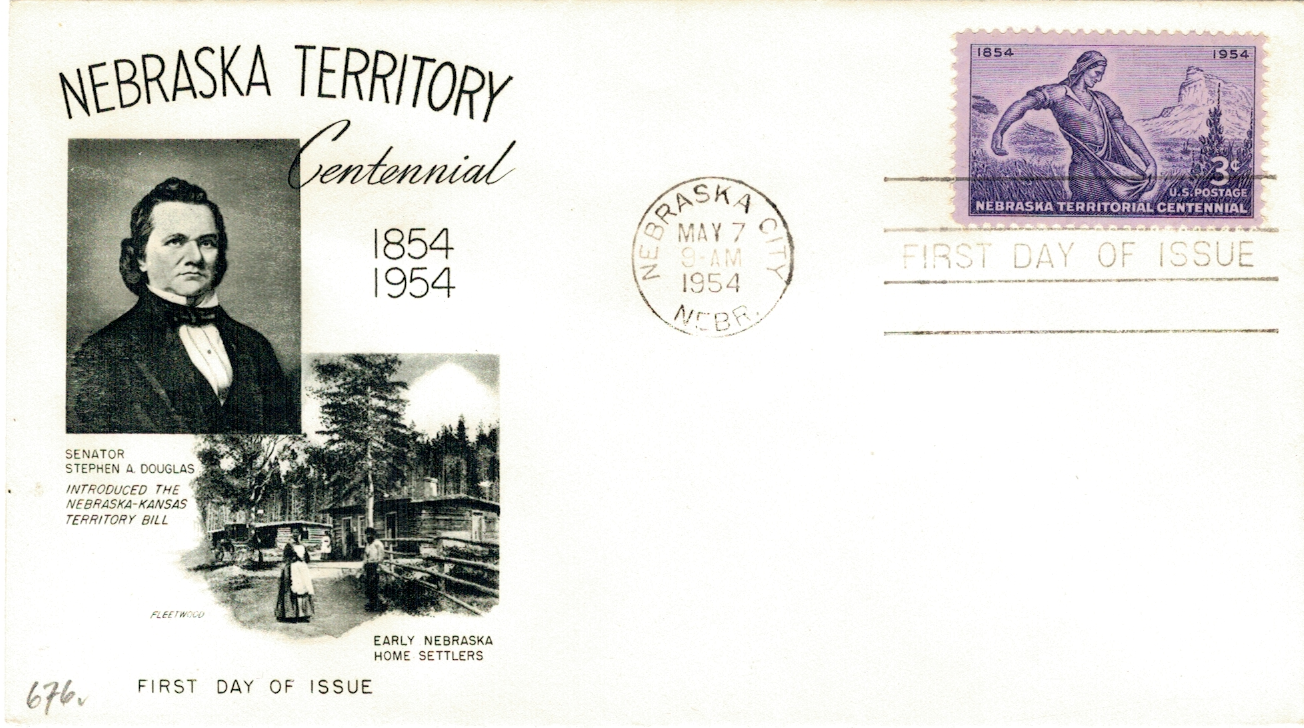 NEBRASKA TERRITORY
Centennial
1854
1954
SENATOR
STEPHEN A. DOUGLAS
INTRODUCED THE
NEBRASKA-KANSAS
TERRITORY BILL
FLEETWOOD
EARLY NEBRASKA
HOME SETTLERS
FIRST DAY OF ISSUE
676.
NEBRASKA CITY
MAY 7
9-AM
1954
NEBR.
1854 1954
3¢
U.S. POSTAGE
NEBRASKA TERRITORIAL CENTENNIAL
FIRST DAY OF ISSUE